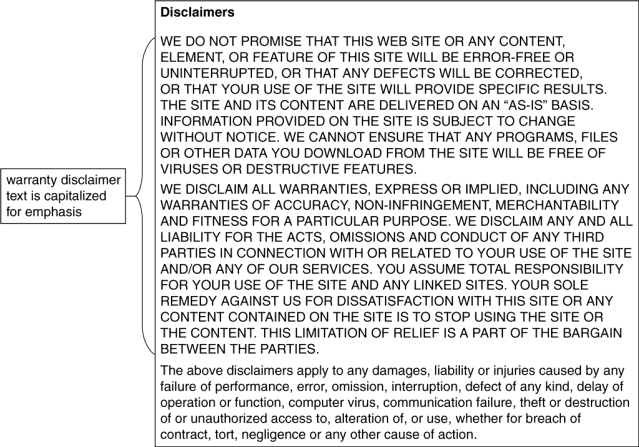 Disclaimers
WE DO NOT PROMISE THAT THIS WEB SITE OR ANY CONTENT,
ELEMENT, OR FEATURE OF THIS SITE WILL BE ERROR-FREE OR
UNINTERRUPTED, OR THAT ANY DEFECTS WILL BE CORRECTED,
OR THAT YOUR USE OF THE SITE WILL PROVIDE SPECIFIC RESULTS.
THE SITE AND ITS CONTENT ARE DELIVERED ON AN “AS-IS” BASIS.
INFORMATION PROVIDED ON THE SITE IS SUBJECT TO CHANGE
WITHOUT NOTICE. WE CANNOT ENSURE THAT ANY PROGRAMS, FILES
OR OTHER DATA YOU DOWNLOAD FROM THE SITE WILL BE FREE OF
VIRUSES OR DESTRUCTIVE FEATURES.
warranty disclaimer
text is capitalized
for emphasis
WE DISCLAIM ALL WARRANTIES, EXPRESS OR IMPLIED, INCLUDING ANY
WARRANTIES OF ACCURACY, NON-INFRINGEMENT, MERCHANTABILITY
AND FITNESS FOR A PARTICULAR PURPOSE. WE DISCLAIM ANY AND ALL
LIABILITY FOR THE ACTS, OMISSIONS AND CONDUCT OF ANY THIRD
PARTIES IN CONNECTION WITH OR RELATED TO YOUR USE OF THE SITE
AND/OR ANY OF OUR SERVICES. YOU ASSUME TOTAL RESPONSIBILITY
FOR YOUR USE OF THE SITE AND ANY LINKED SITES. YOUR SOLE
REMEDY AGAINST US FOR DISSATISFACTION WITH THIS SITE OR ANY
CONTENT CONTAINED ON THE SITE IS TO STOP USING THE SITE OR
THE CONTENT. THIS LIMITATION OF RELIEF IS A PART OF THE BARGAIN
BETWEEN THE PARTIES.
The above disclaimers apply to any damages, liability or injuries caused by any
failure of performance, error, omission, interruption, defect of any kind, delay of
operation or function, computer virus, communication failure, theft or destruction
of or unauthorized access to, alteration of, or use, whether for breach of
contract, tort, negligence or any other cause of action.